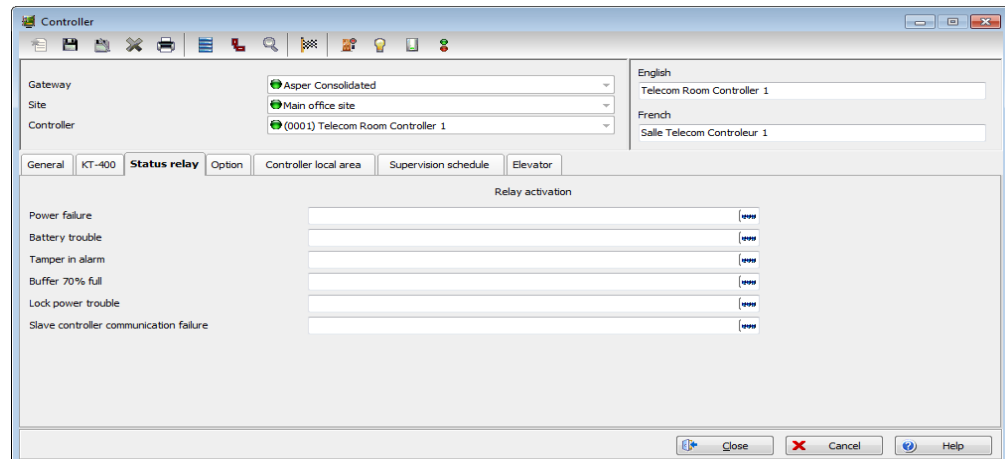 Controller
Gateway
Asper Consolidated
Site
Main office site
Controller
(0001) Telecom Room Controller 1
English
Telecom Room Controller 1
French
Salle Telecom Controleur 1
General KT-400 Status relay Option Controller local area Supervision schedule Elevator
Relay activation
Power failure
Battery trouble
Tamper in alarm
Buffer 70% full
Lock power trouble
Slave controller communication failure
Close Cancel Help